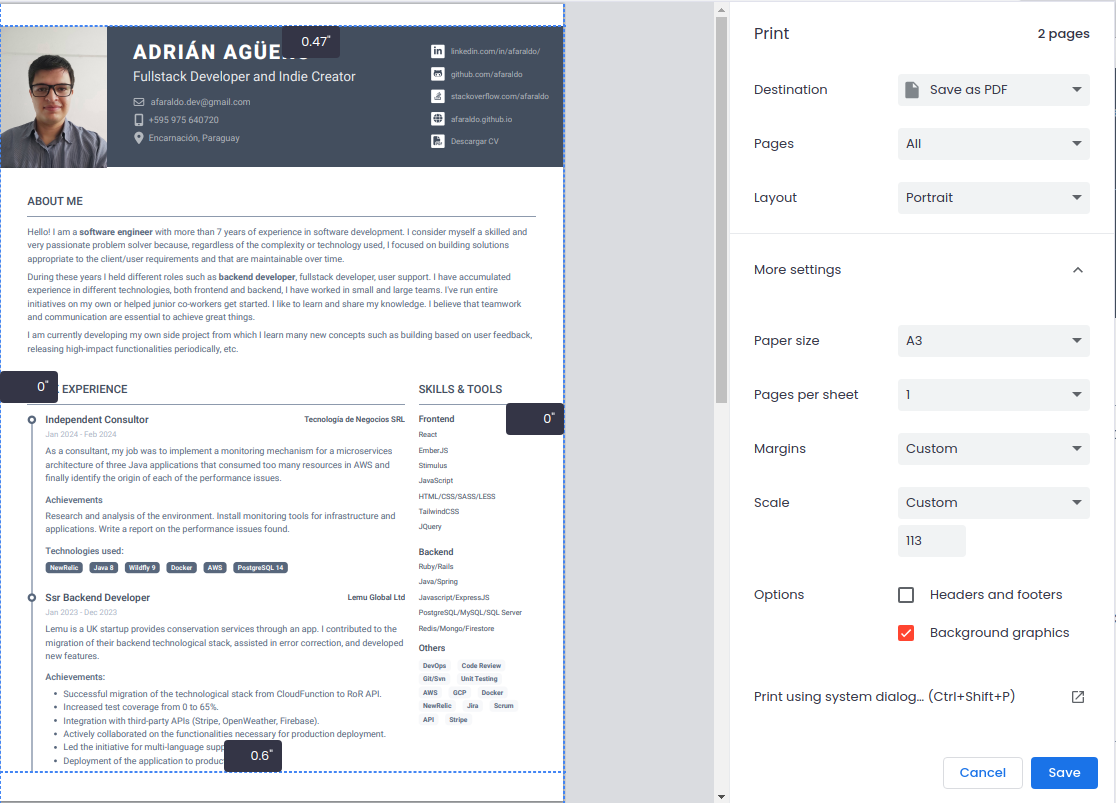 ADRIÁN AGÜE
0.47"
Fullstack Developer and Indie Creator
afaraldo.dev@gmail.com
+595 975 640720
Encarnación, Paraguay
linkedin.com/in/afaraldo/
github.com/afaraldo
stackoverflow.com/afaraldo
afaraldo.github.io
Descargar CV
ABOUT ME
Hello! I am a software engineer with more than 7 years of experience in software development. I consider myself a skilled and
very passionate problem solver because, regardless of the complexity or technology used, I focused on building solutions
appropriate to the client/user requirements and that are maintainable over time.
During these years I held different roles such as backend developer, fullstack developer, user support. I have accumulated
experience in different technologies, both frontend and backend, I have worked in small and large teams. I've run entire
initiatives on my own or helped junior co-workers get started. I like to learn and share my knowledge. I believe that teamwork
and communication are essential to achieve great things.
I am currently developing my own side project from which I learn many new concepts such as building based on user feedback,
releasing high-impact functionalities periodically, etc.
0"
EXPERIENCE
Independent Consultor
Tecnología de Negocios SRL
Jan 2024 - Feb 2024
As a consultant, my job was to implement a monitoring mechanism for a microservices
architecture of three Java applications that consumed too many resources in AWS and
finally identify the origin of each of the performance issues.
Achievements
Research and analysis of the environment. Install monitoring tools for infrastructure and
applications. Write a report on the performance issues found.
Technologies used:
NewRelic Java 8 Wildfly 9 Docker AWS PostgreSQL 14
Ssr Backend Developer
Lemu Global Ltd
Jan 2023 - Dec 2023
Lemu is a UK startup provides conservation services through an app. I contributed to the
migration of their backend technological stack, assisted in error correction, and developed
new features.
Achievements:
• Successful migration of the technological stack from CloudFunction to RoR API.
• Increased test coverage from 0 to 65%.
• Integration with third-party APIs (Stripe, OpenWeather, Firebase).
• Actively collaborated on the functionalities necessary for production deployment.
• Led the initiative for multi-language
• Deployment of the application to
0.6"
SKILLS & TOOLS
0"
Frontend
React
EmberJS
Stimulus
JavaScript
HTML/CSS/SASS/LESS
TailwindCSS
JQuery
Backend
Ruby/Rails
Java/Spring
Javascript/ExpressJS
PostgreSQL/MySQL/SQL Server
Redis/Mongo/Firestore
Others
DevOps Code Review
Git/Svn Unit Testing
AWS GCP Docker
NewRelic Jira Scrum
API Stripe
Print
2 pages
Destination
Save as PDF
Pages
All
Layout
Portrait
More settings
Paper size
A3
Pages per sheet
1
Margins
Custom
Scale
Custom
113
Options
Headers and footers
Background graphics
Print using system dialog... (Ctrl+Shift+P)
Cancel
Save